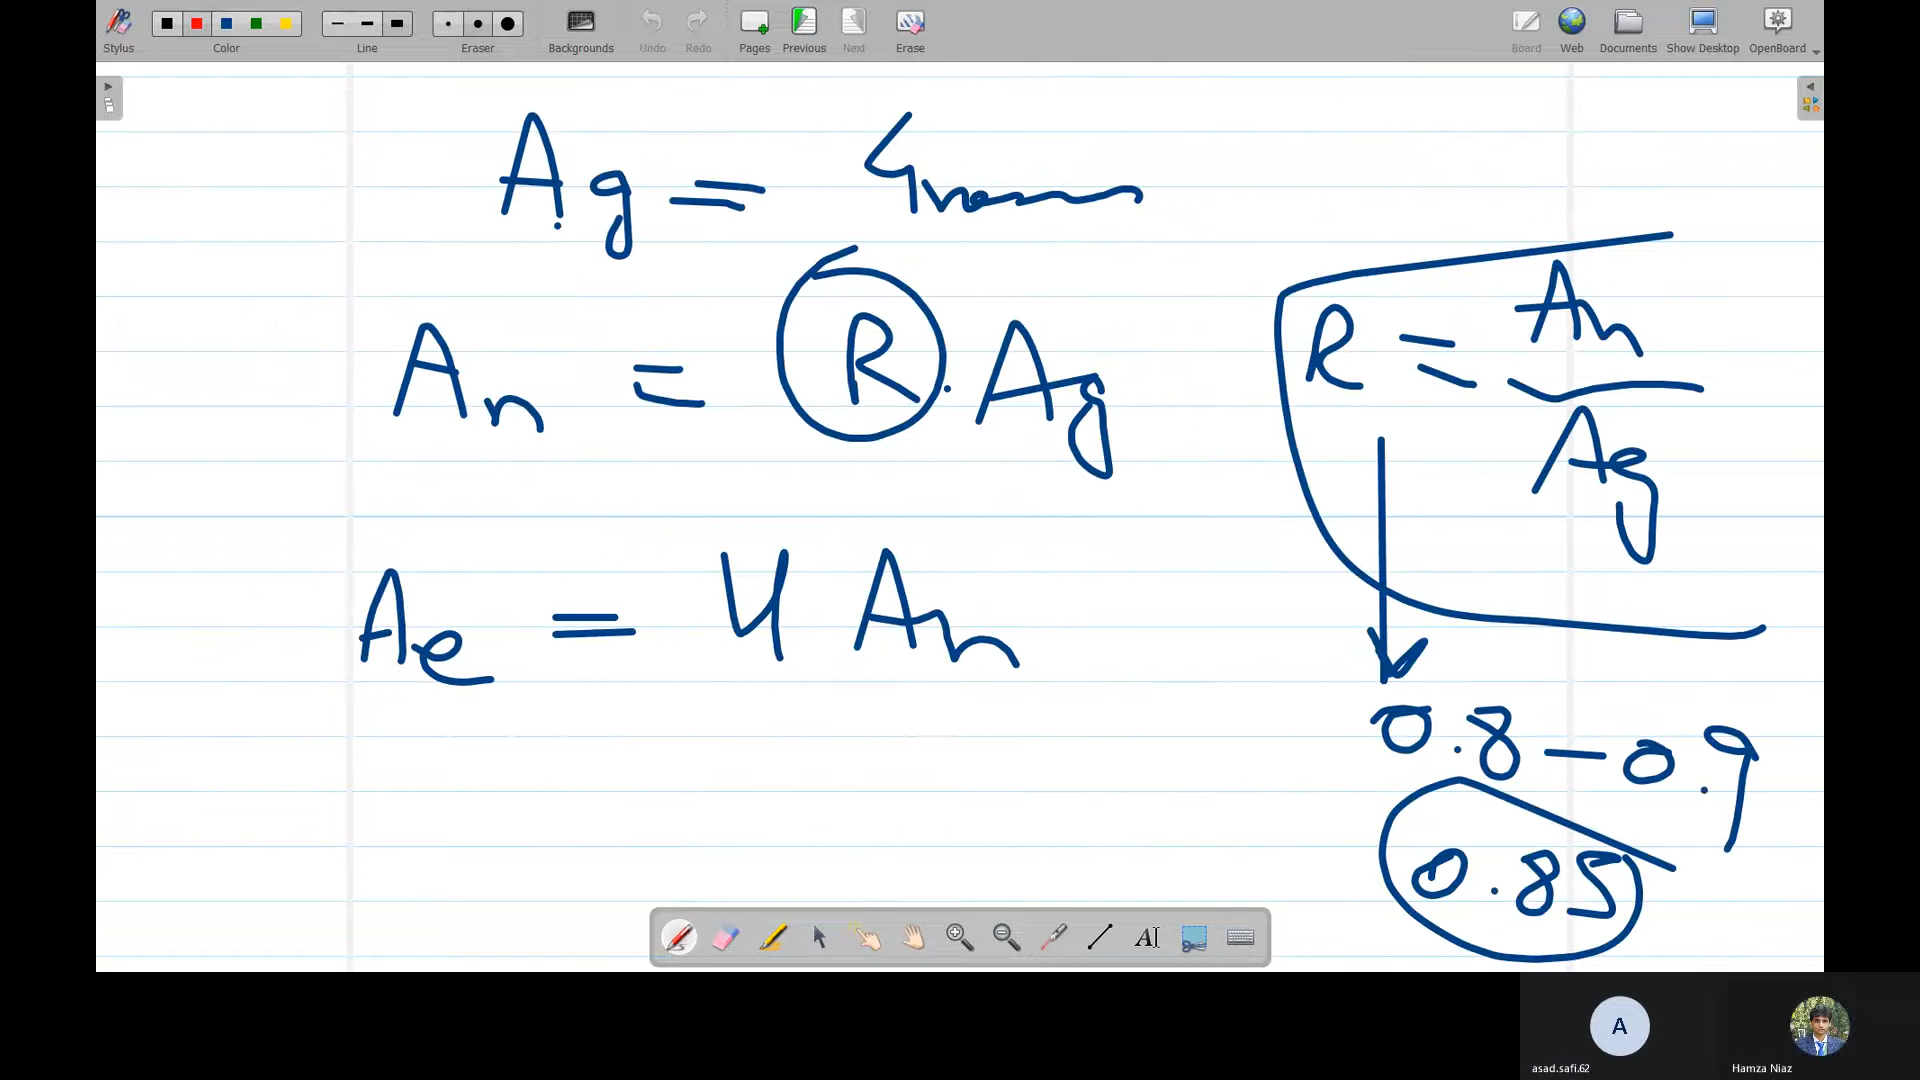 Stylus Color Line Eraser Backgrounds Undo Redo Pages Previous Next Erase Board Web Documents Show Desktop OpenBoard
Ag =
An = R . Ag
R = An / Ag
Ae = U An
0.8 - 0.9
0.85
A
asad.safi.62 Hamza Niaz